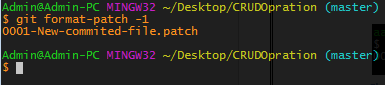 Admin@Admin-PC MINGW32 ~/Desktop/CRUDOpration (master)
$ git format-patch -1
0001-New-commited-file.patch
Admin@Admin-PC MINGW32 ~/Desktop/CRUDOpration (master)
$